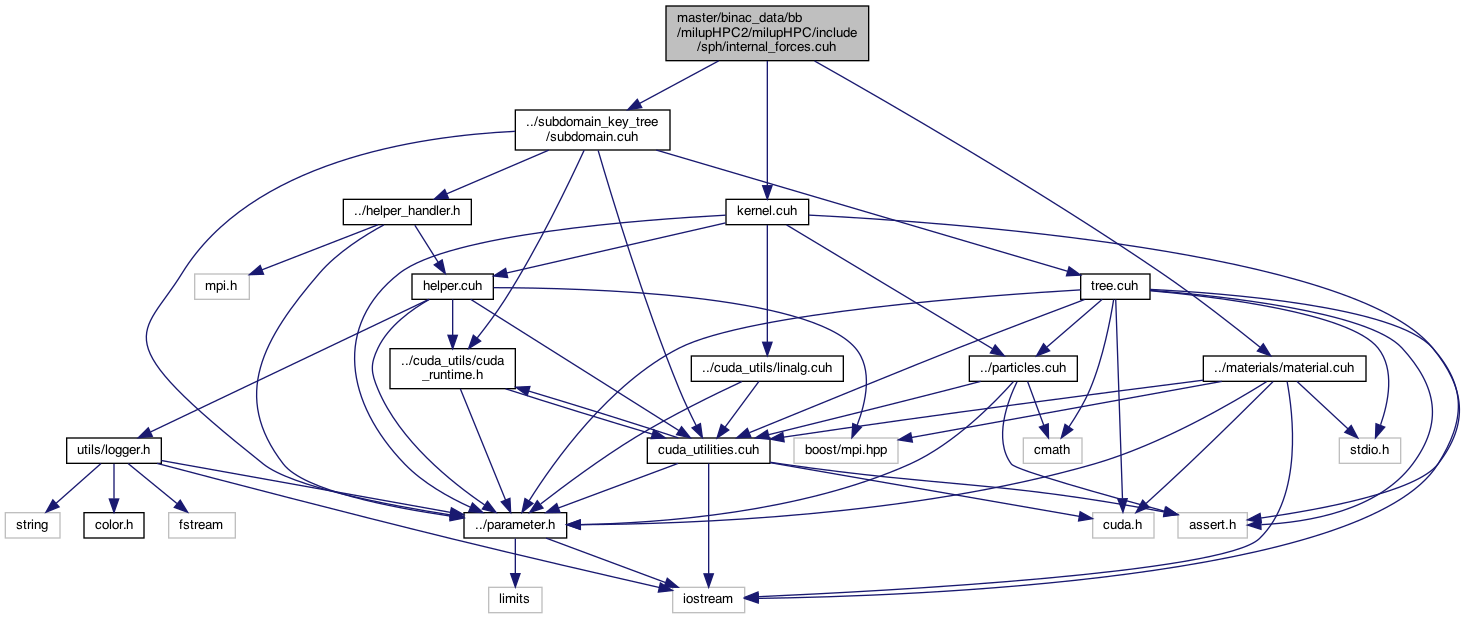 master/binac_data/bb
/milupHPC2/milupHPC/include
/sph/internal_forces.cuh
../subdomain_key_tree
/subdomain.cuh
../helper_handler.h
kernel.cuh
mpi.h
helper.cuh
tree.cuh
../cuda_utils/cuda
_runtime.h
../cuda_utils/linalg.cuh
../particles.cuh
../materials/material.cuh
utils/logger.h
cuda_utilities.cuh
boost/mpi.hpp
cmath
stdio.h
string
color.h
fstream
../parameter.h
cuda.h
assert.h
limits
iostream